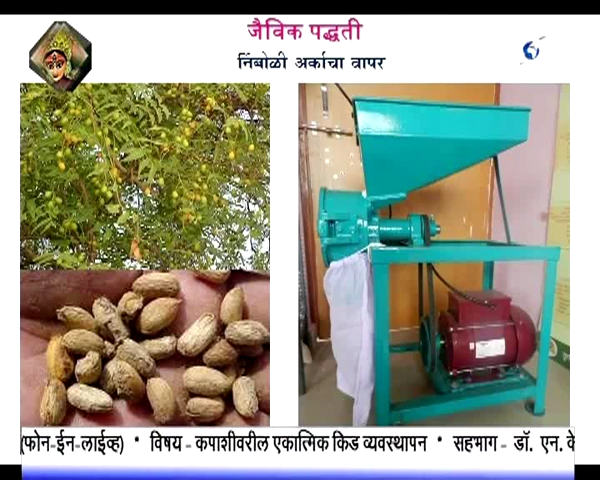 जैविक पद्धती
निंबोळी अर्काचा वापर
(फोन-ईन-लाईव्ह) * विषय - कपाशीवरील एकात्मिक किड व्यवस्थापन * सहभाग - डॉ. एन. के